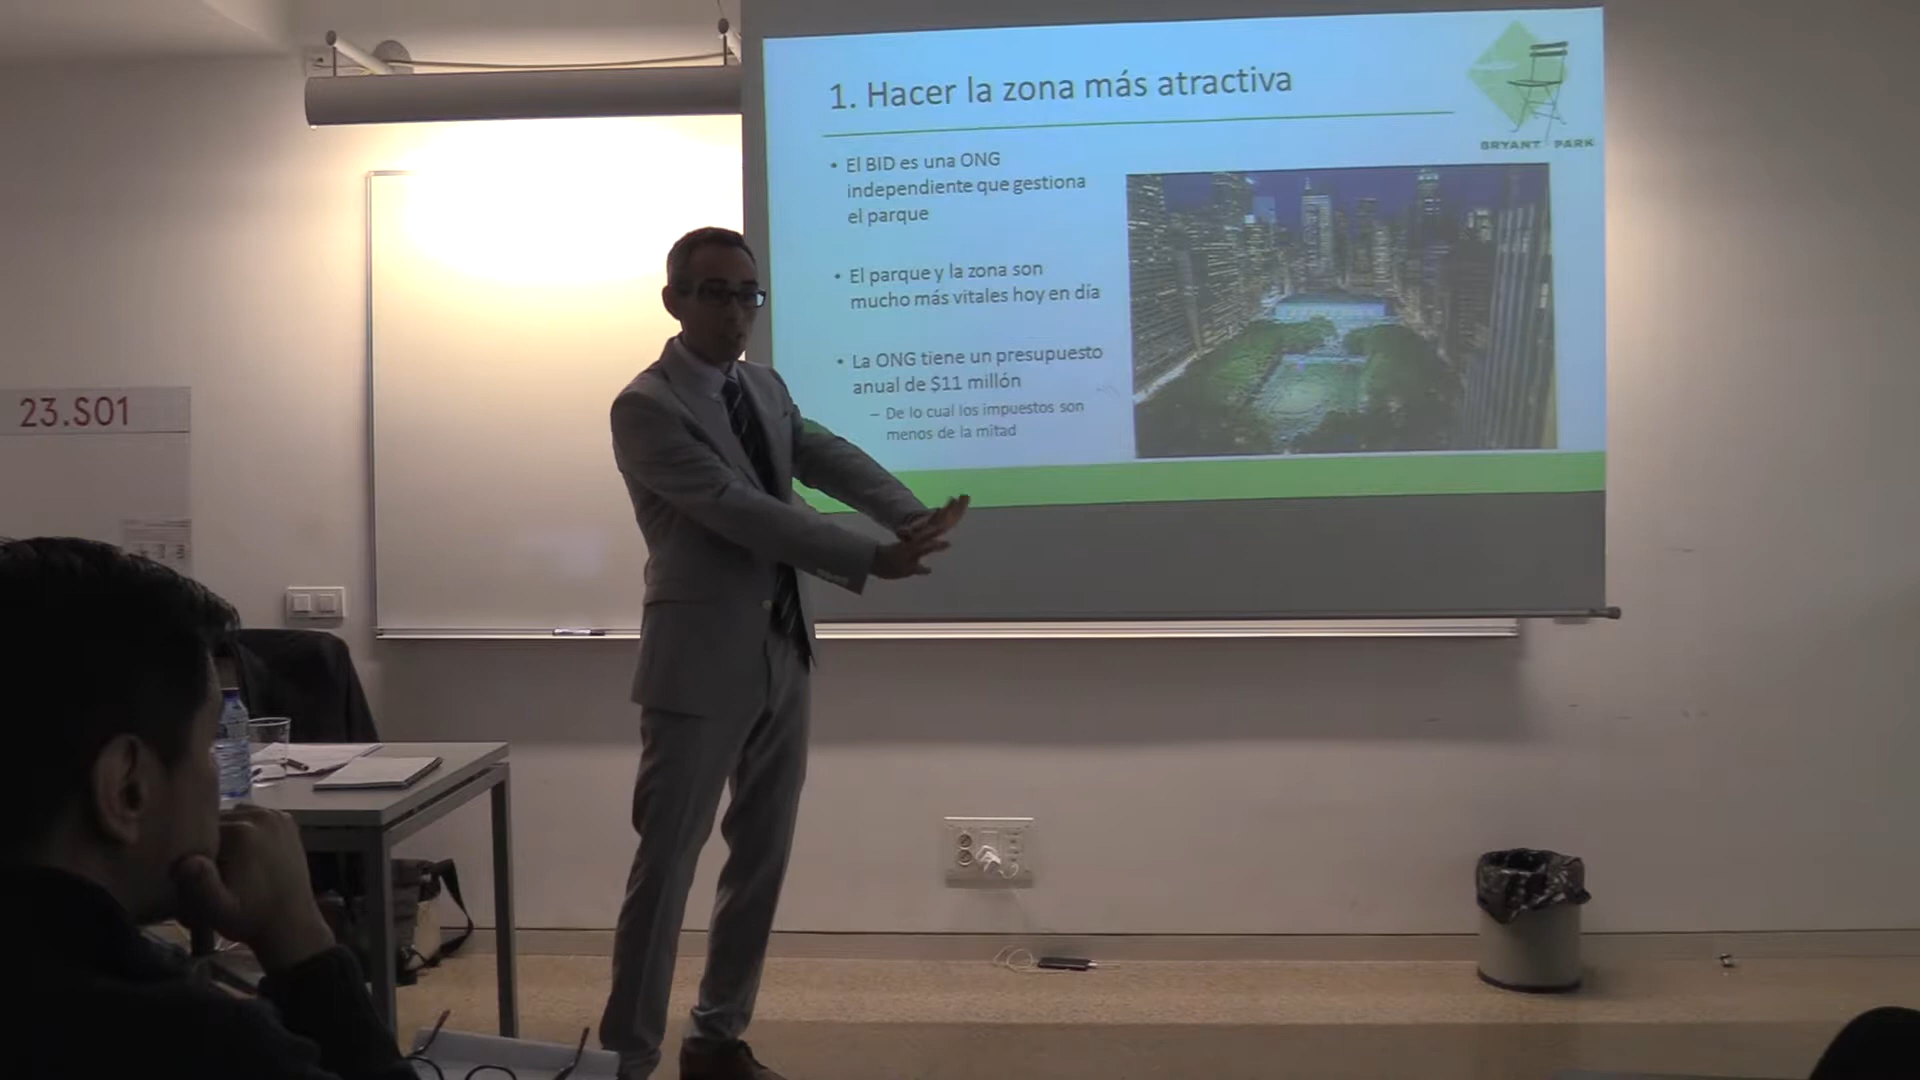 1. Hacer la zona más atractiva
BRYANT PARK
• El BID es una ONG
independiente que gestiona
el parque
• El parque y la zona son
mucho más vitales hoy en día
• La ONG tiene un presupuesto
anual de $11 millón
– De lo cual los impuestos son
menos de la mitad
23.S01